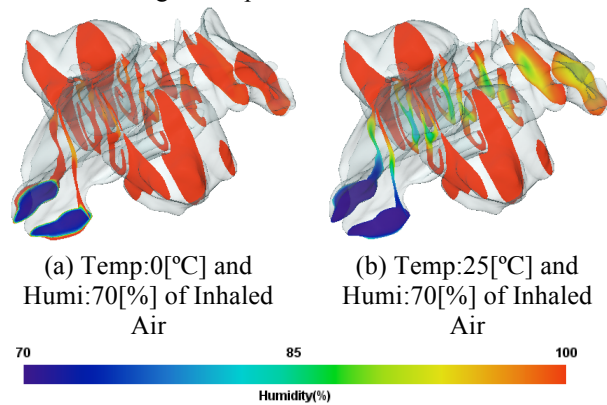 (a) Temp:0[ºC] and
Humi:70[%] of Inhaled
Air
(b) Temp:25[ºC] and
Humi:70[%] of Inhaled
Air
70
85
100
Humidity(%)